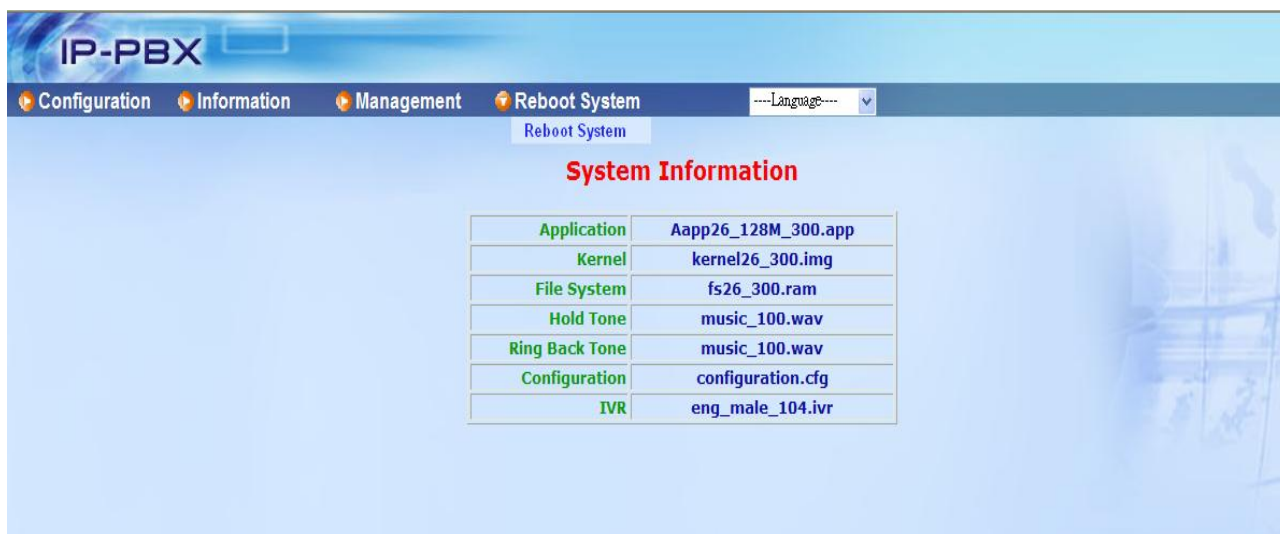 IP-PBX
Configuration Information Management Reboot System ----Language----
Reboot System
System Information
Application Aapp26_128M_300.app
Kernel kernel26_300.img
File System fs26_300.ram
Hold Tone music_100.wav
Ring Back Tone music_100.wav
Configuration configuration.cfg
IVR eng_male_104.ivr